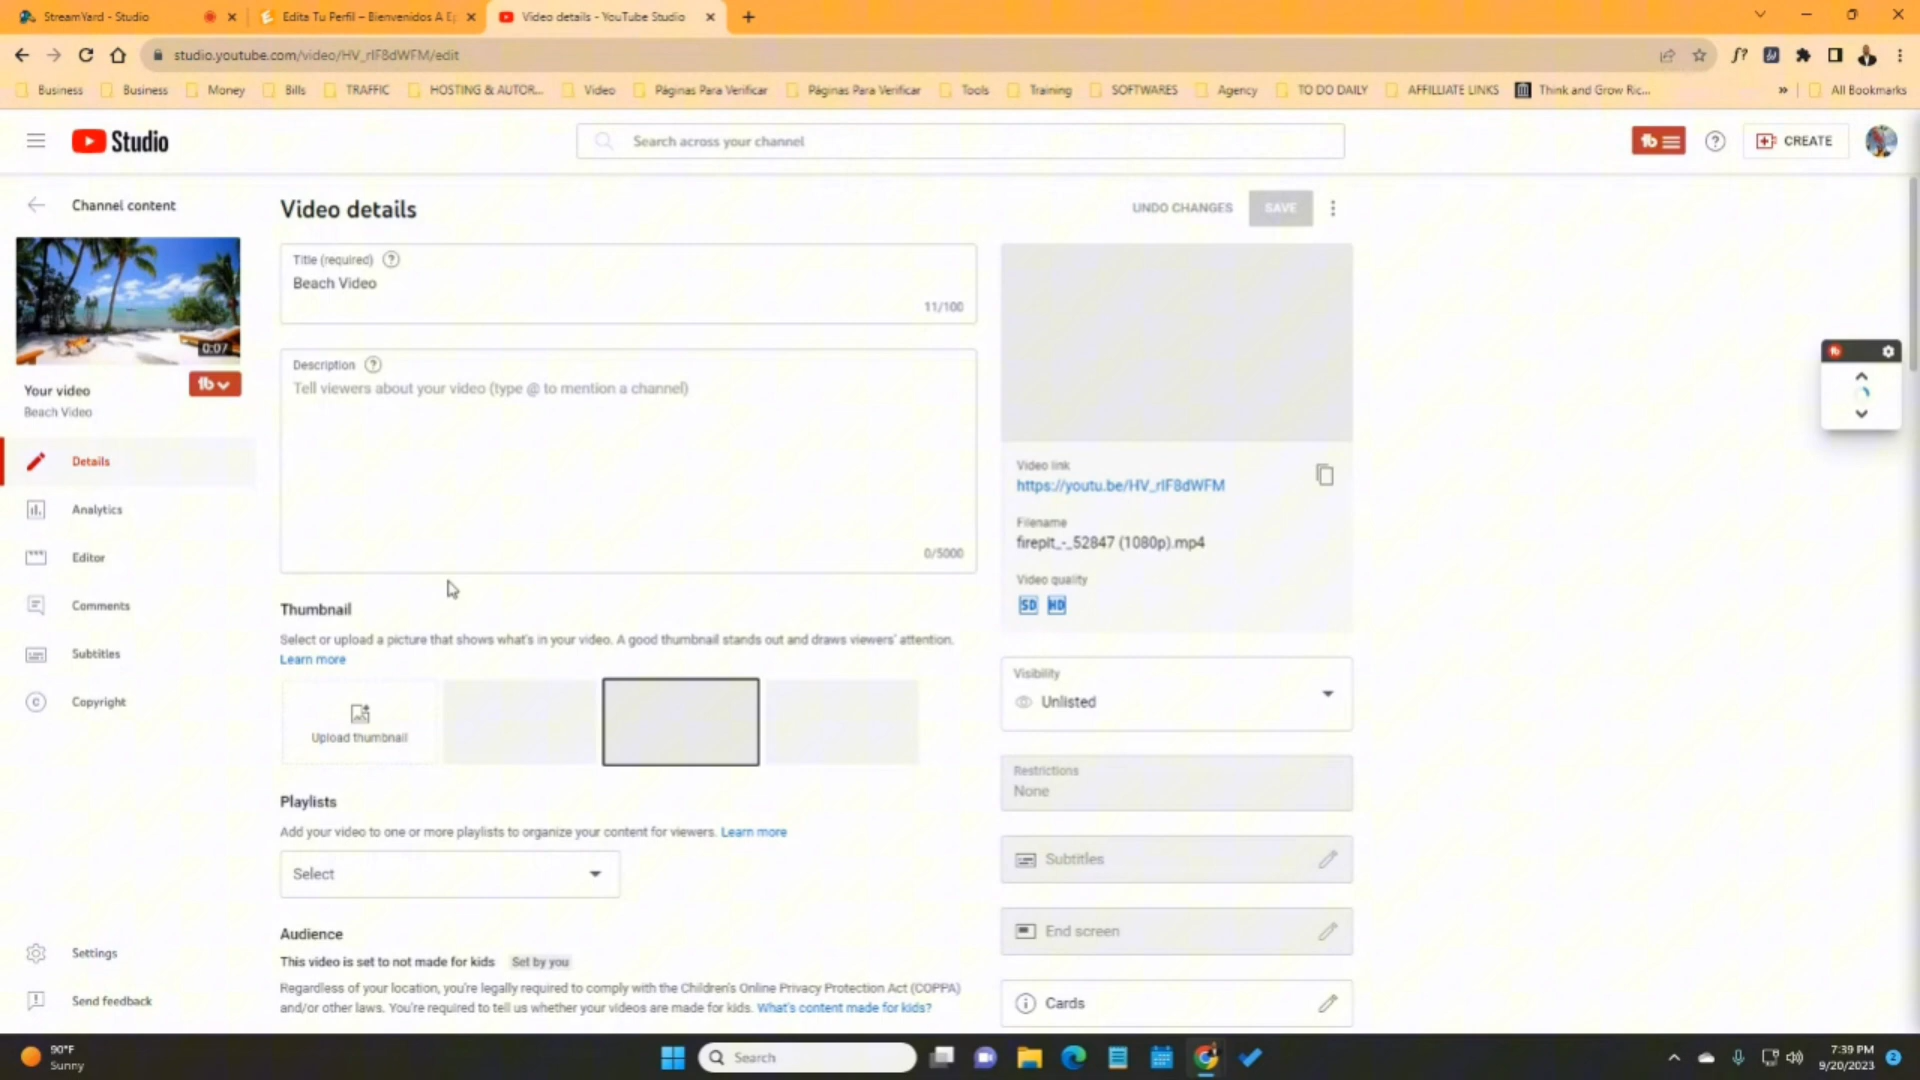 StreamYard - Studio
Edita Tu Perfil – Bienvenidos A E
Video details - YouTube Studio
studio.youtube.com/video/HV_rIF8dWFM/edit
Business
Business
Money
Bills
TRAFFIC
HOSTING & AUTOR...
Video
Páginas Para Verificar
Páginas Para Verificar
Tools
Training
SOFTWARES
Agency
TO DO DAILY
AFFILLIATE LINKS
Think and Grow Ric...
»
All Bookmarks
Studio
Search across your channel
CREATE
Channel content
Video details
UNDO CHANGES
SAVE
Title (required)
Beach Video
11/100
0:07
Your video
Beach Video
Description
Tell viewers about your video (type @ to mention a channel)
0/5000
Details
Analytics
Editor
Comments
Subtitles
Copyright
Settings
Send feedback
Thumbnail
Select or upload a picture that shows what's in your video. A good thumbnail stands out and draws viewers' attention.
Learn more
Upload thumbnail
Playlists
Add your video to one or more playlists to organize your content for viewers. Learn more
Select
Audience
This video is set to not made for kids Set by you
Regardless of your location, you're legally required to comply with the Children's Online Privacy Protection Act (COPPA)
and/or other laws. You're required to tell us whether your videos are made for kids. What's content made for kids?
Video link
https://youtu.be/HV_rIF8dWFM
Filename
firepit_-_52847 (1080p).mp4
Video quality
SD HD
Visibility
Unlisted
Restrictions
None
Subtitles
End screen
Cards
90°F
Sunny
Search
7:39 PM
9/20/2023
2